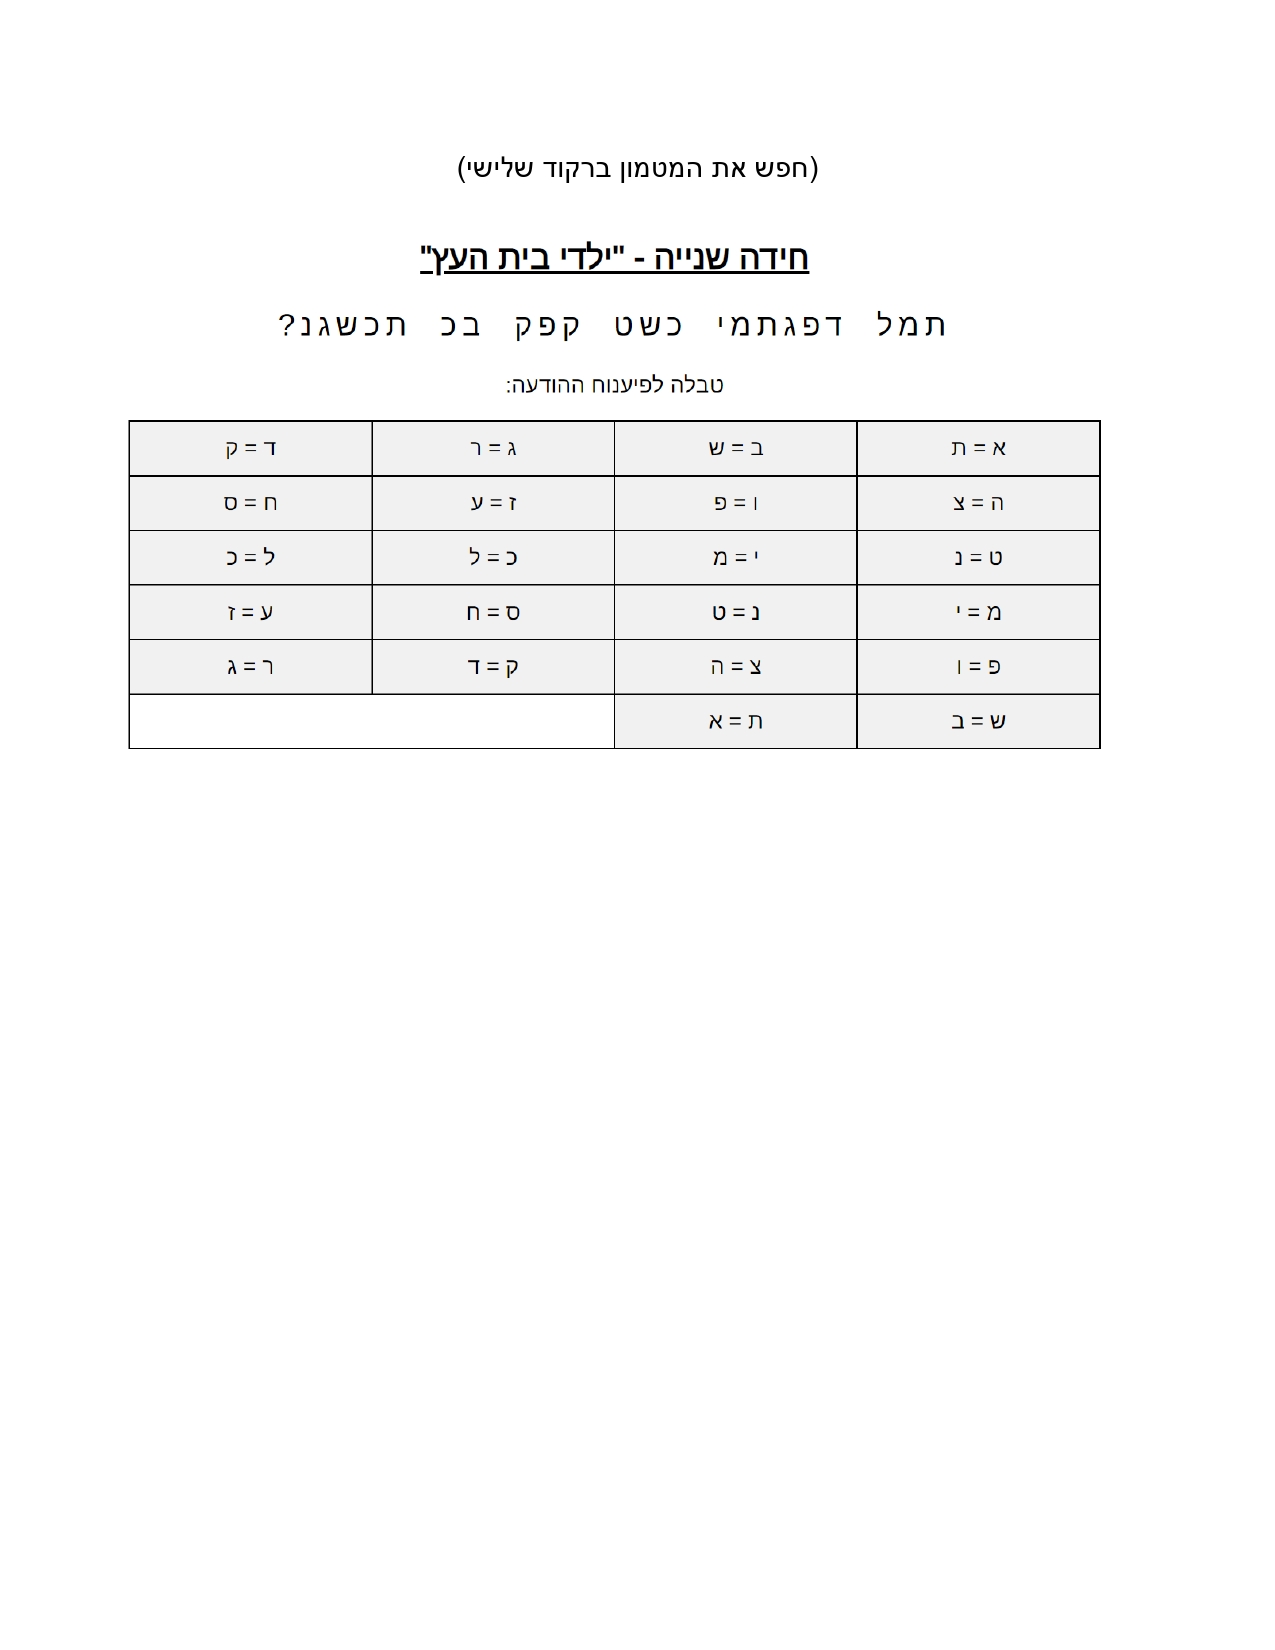 (חפש את המטמון ברקוד שלישי)
חידה שנייה - "ילדי בית העץ"
תמל דפגתמי כשט קפק בכ תכשגנ?
טבלה לפיענוח ההודעה:
א = ת ב = ש ג = ר ד = ק
ה = צ ו = פ ז = ע ח = ס
ט = נ י = מ כ = ל ל = כ
מ = י נ = ט ס = ח ע = ז
פ = ו צ = ה ק = ד ר = ג
ש = ב ת = א